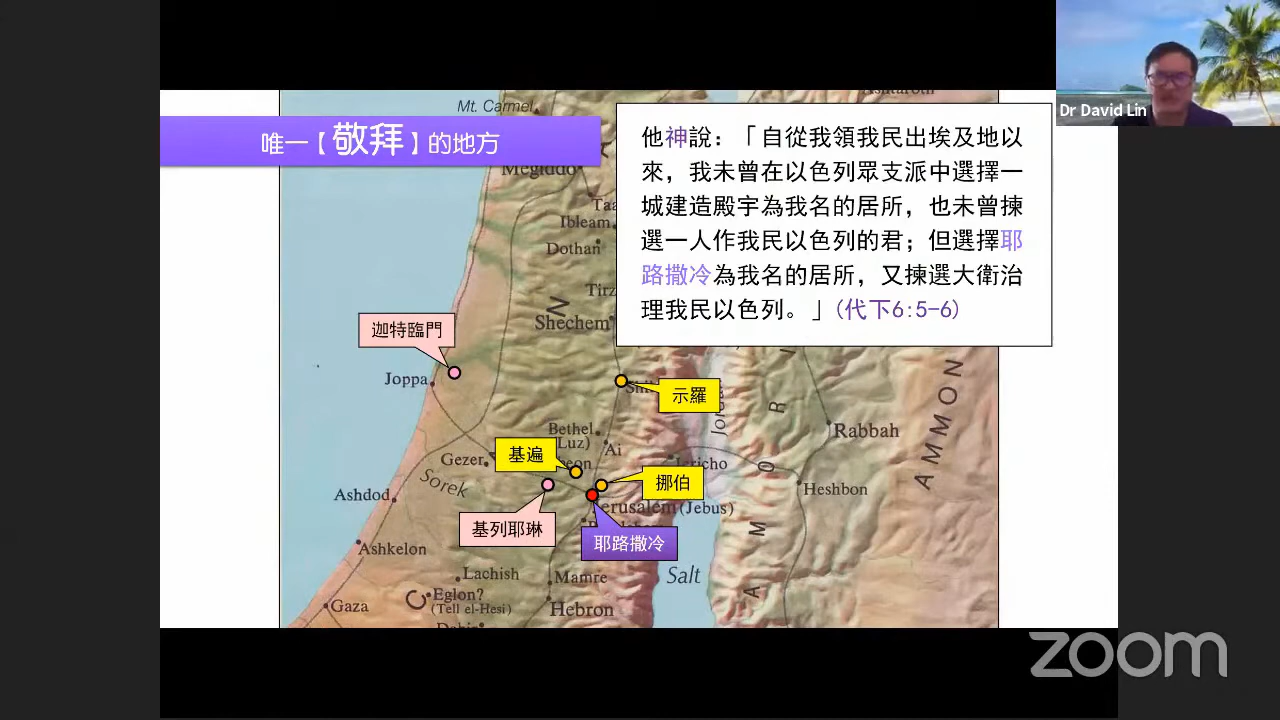 Mt. Carmel
Dr David Lin
唯一【敬拜】的地方
他神說：「自從我領我民出埃及地以
來，我未曾在以色列眾支派中選擇一
城建造殿宇為我名的居所，也未曾揀
選一人作我民以色列的君；但選擇耶
路撒冷為我名的居所，又揀選大衛治
理我民以色列。」(代下6:5-6)
Megiddo
Ibleam
Dothan
Shechem
迦特臨門
Joppa
示羅
Bethel
(Luz)
Ai
Rabbah
AMMON
基遍
Gezer
Jericho
Sorek
挪伯
Heshbon
Ashdod
Jerusalem (Jebus)
基列耶琳
耶路撒冷
Ashkelon
Lachish
Mamre
Salt
Eglon?
(Tell el-Hesi)
Gaza
Hebron
zoom